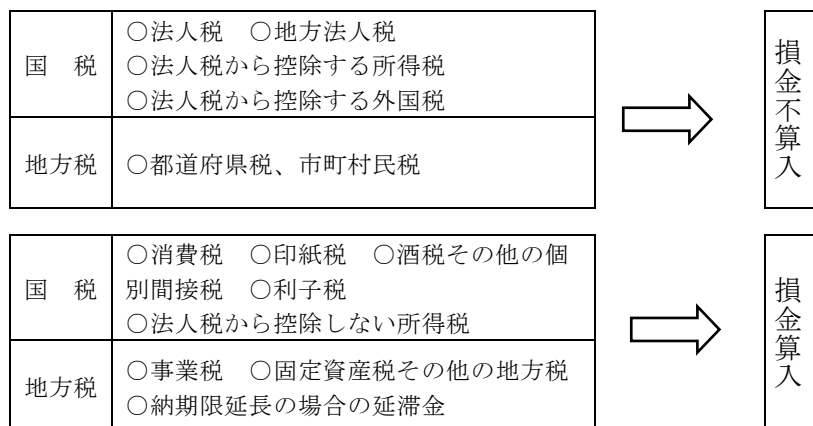 国　税
○法人税　○地方法人税
○法人税から控除する所得税
○法人税から控除する外国税
地方税
○都道府県税、市町村民税
損金不算入
国　税
○消費税　○印紙税　○酒税その他の個
別間接税　○利子税
○法人税から控除しない所得税
地方税
○事業税　○固定資産税その他の地方税
○納期限延長の場合の延滞金
損金算入